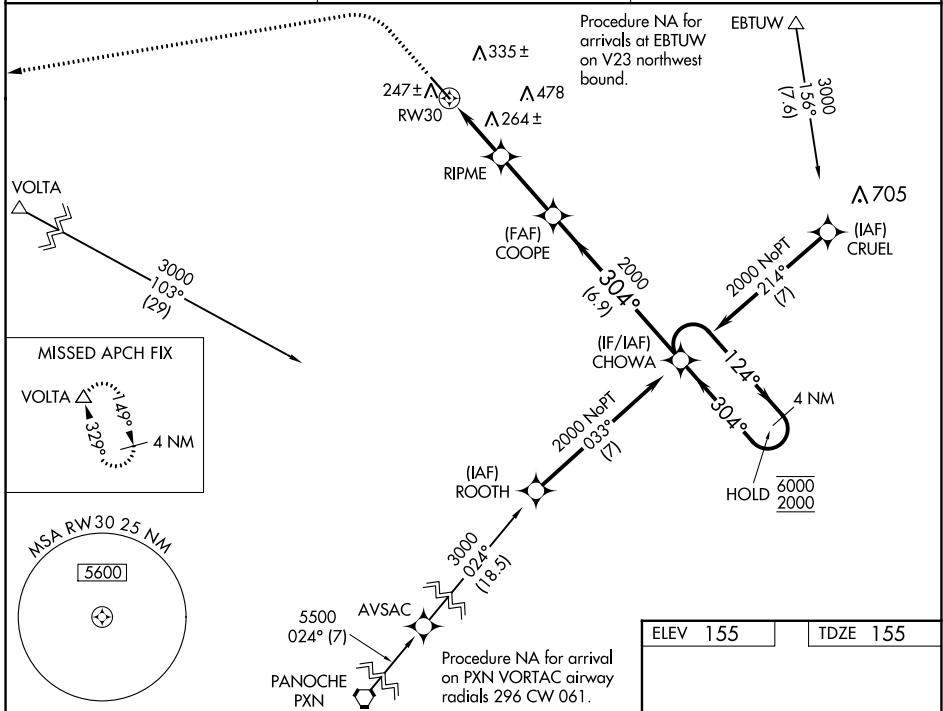 Procedure NA for
arrivals at EBTUW
on V23 northwest
bound.
EBTUW
335 ±
247 ±
478
264 ±
RW30
RIPME
3000
156°
(7.6)
VOLTA
705
(IAF)
CRUEL
(FAF)
COOPE
3000
103°
(29)
2000
304°
(6.9)
2000 NoPT
214°
(7)
(IF/IAF)
CHOWA
124°
304°
4 NM
HOLD 6000
2000
MISSED APCH FIX
VOLTA
149°
329°
4 NM
2000 NoPT
033°
(7)
(IAF)
ROOTH
MSA RW30 25 NM
5600
3000
024°
(18.5)
AVSAC
5500
024° (7)
PANOCHE
PXN
Procedure NA for arrival
on PXN VORTAC airway
radials 296 CW 061.
ELEV 155
TDZE 155